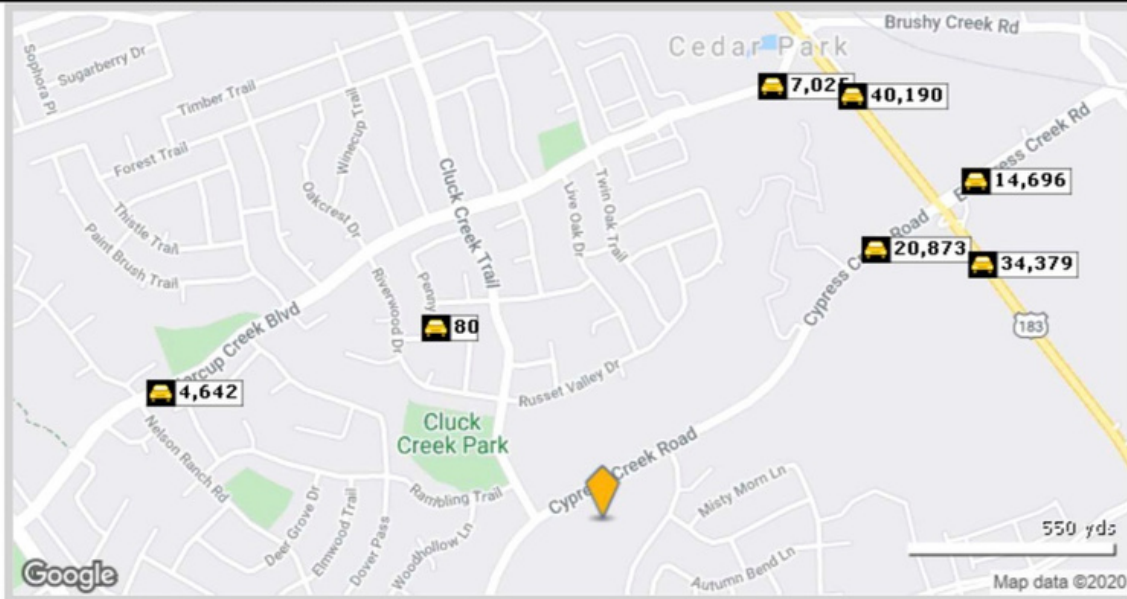 Brushy Creek Rd
Cedar Park
Sophora Pl
Sugarberry Dr
Timber Trail
Winecup Trail
7,025
40,190
Forest Trail
Cluck Creek Trail
Oakcrest Dr
Live Oak Dr
Twin Oak Trail
Creek Rd
14,696
Thistle Trail
Paint Brush Trail
Road
20,873
34,379
Cypress
183
Riverwood Dr
Penny
80
Creek Blvd
4,642
Russet Valley Dr
Cluck
Creek Park
Nelson Ranch Rd
Cypress Creek Road
Rambling Trail
Misty Morn Ln
Deer Grove Dr
Elmwood Trail
Dover Pass
Woodhollow Ln
Autumn Bend Ln
550 yds
Google
Map data ©2020